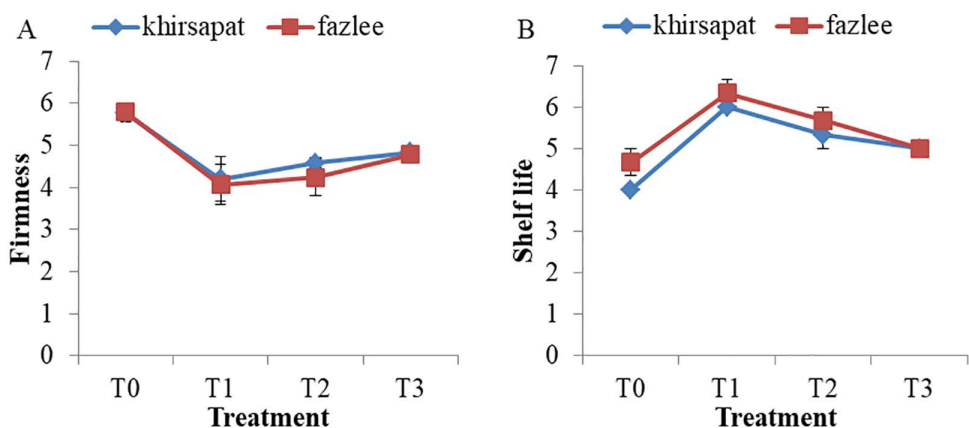 A
khirsapat fazlee
Firmness
7
6
5
4
3
2
1
0
T0 T1 T2 T3
Treatment
B
khirsapat fazlee
Shelf life
7
6
5
4
3
2
1
0
T0 T1 T2 T3
Treatment